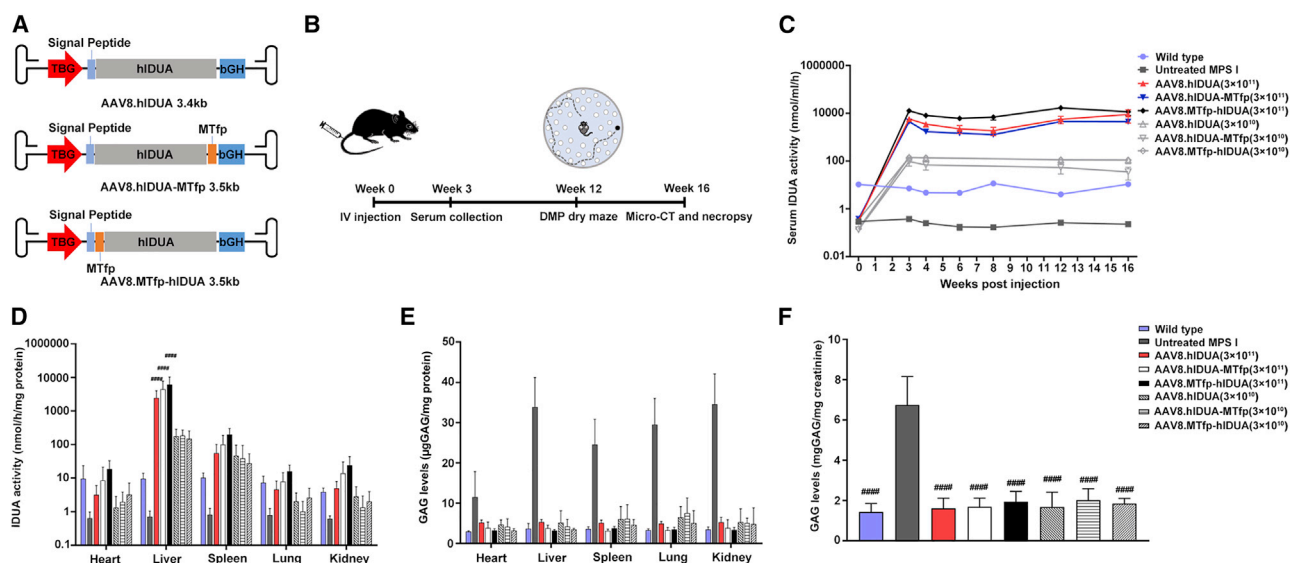 A
Signal Peptide
TBG
hIDUA
bGH
AAV8.hIDUA 3.4kb
Signal Peptide
MTfp
TBG
hIDUA
bGH
AAV8.hIDUA-MTfp 3.5kb
Signal Peptide
TBG
hIDUA
bGH
MTfp
AAV8.MTfp-hIDUA 3.5kb
B
Week 0
Week 3
Week 12
Week 16
IV injection
Serum collection
DMP dry maze
Micro-CT and necropsy
C
Serum IDUA activity (nmol/ml/h)
1000000
10000
100
1
0.01
0 1 2 3 4 5 6 7 8 9 10 11 12 13 14 15 16
Weeks post injection
Wild type
Untreated MPS I
AAV8.hIDUA(3×10¹¹)
AAV8.hIDUA-MTfp(3×10¹¹)
AAV8.MTfp-hIDUA(3×10¹¹)
AAV8.hIDUA(3×10¹⁰)
AAV8.hIDUA-MTfp(3×10¹⁰)
AAV8.MTfp-hIDUA(3×10¹⁰)
D
IDUA activity (nmol/h/mg protein)
1000000
100000
10000
1000
100
10
1
0.1
####
####
####
Heart Liver Spleen Lung Kidney
E
GAG levels (µgGAG/mg protein)
50
40
30
20
10
0
Heart Liver Spleen Lung Kidney
F
GAG levels (mgGAG/mg creatinine)
10
8
6
4
2
0
#### #### #### #### #### #### ####
Wild type
Untreated MPS I
AAV8.hIDUA(3×10¹¹)
AAV8.hIDUA-MTfp(3×10¹¹)
AAV8.MTfp-hIDUA(3×10¹¹)
AAV8.hIDUA(3×10¹⁰)
AAV8.hIDUA-MTfp(3×10¹⁰)
AAV8.MTfp-hIDUA(3×10¹⁰)